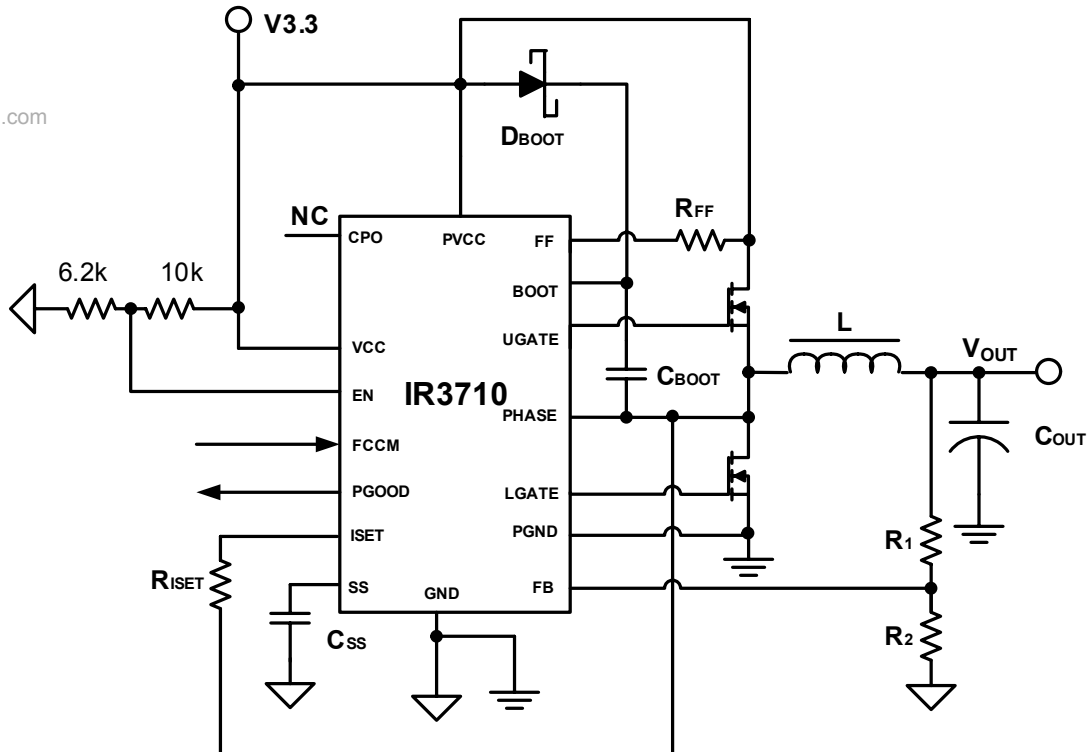 V3.3
.com
DBOOT
NC
RFF
CPO
PVCC
FF
6.2k
10k
BOOT
UGATE
L
VOUT
VCC
CBOOT
EN
IR3710
PHASE
COUT
FCCM
PGOOD
LGATE
ISET
PGND
R1
RISET
SS
GND
FB
CSS
R2